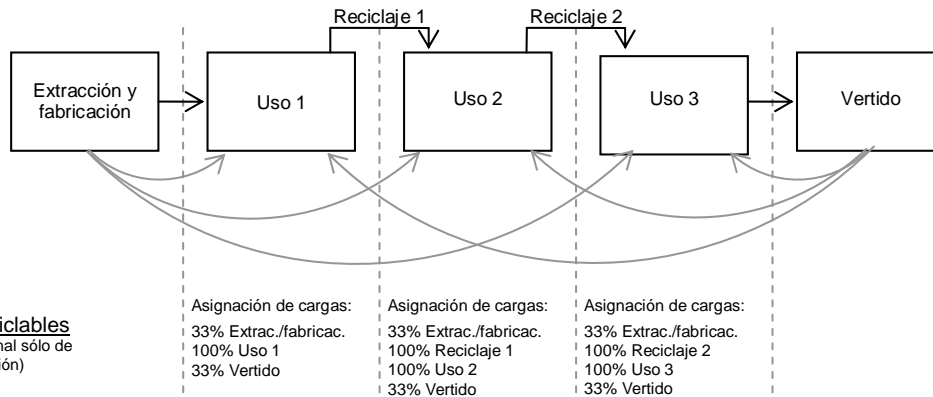 Reciclaje 1
Reciclaje 2
Extracción y
fabricación
Uso 1
Uso 2
Uso 3
Vertido
Asignación de cargas:
33% Extrac./fabricac.
100% Uso 1
33% Vertido
Asignación de cargas:
33% Extrac./fabricac.
100% Reciclaje 1
100% Uso 2
33% Vertido
Asignación de cargas:
33% Extrac./fabricac.
100% Reciclaje 2
100% Uso 3
33% Vertido
iclables
nal sólo de
ión)